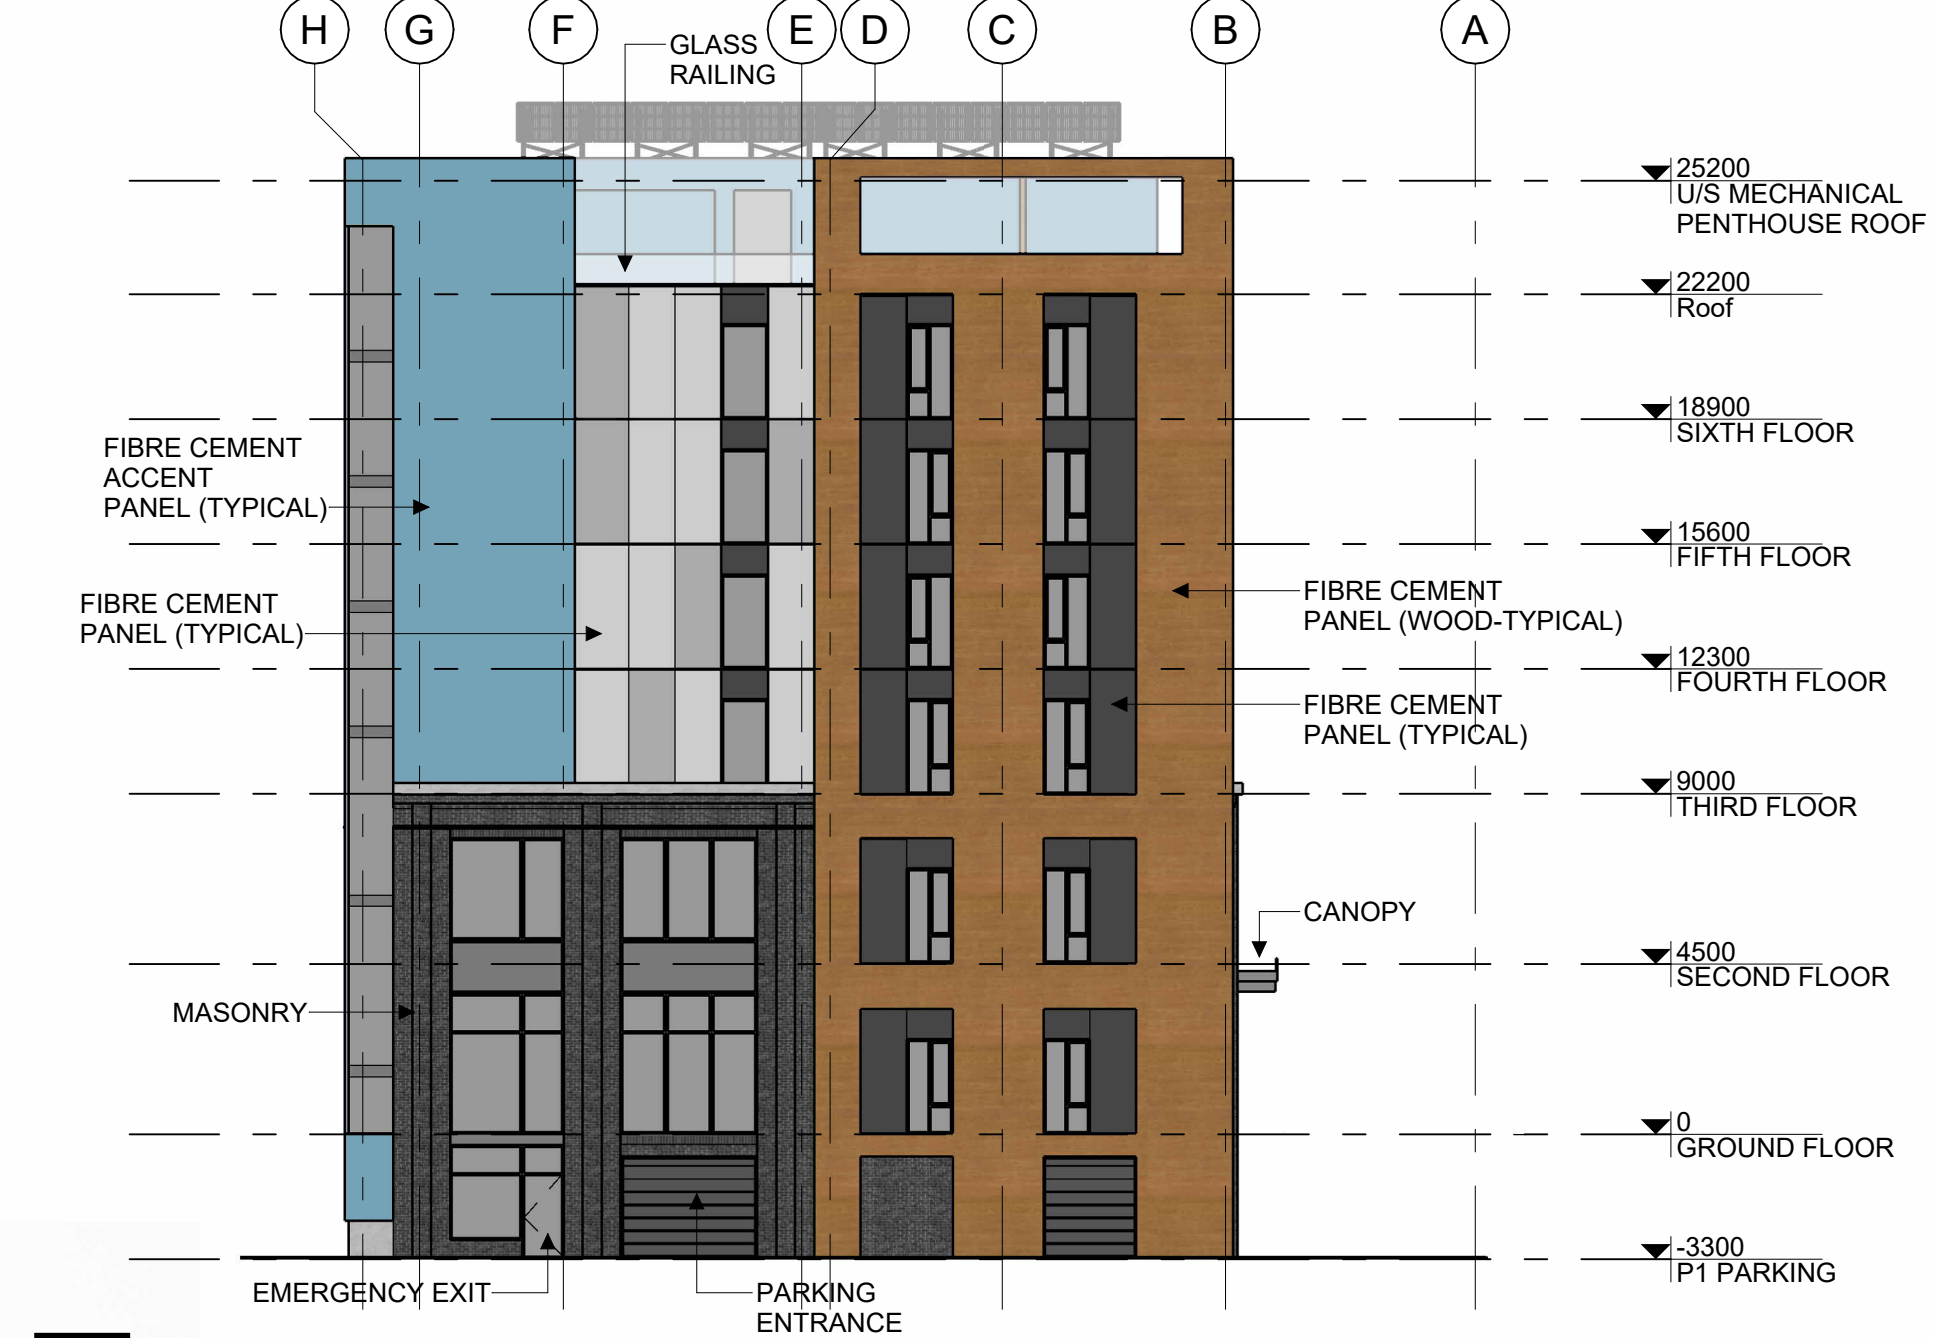 H G F E D C B A
GLASS
RAILING
25200
U/S MECHANICAL
PENTHOUSE ROOF
22200
Roof
18900
SIXTH FLOOR
FIBRE CEMENT
ACCENT
PANEL (TYPICAL)
15600
FIFTH FLOOR
FIBRE CEMENT
PANEL (TYPICAL)
FIBRE CEMENT
PANEL (WOOD-TYPICAL)
12300
FOURTH FLOOR
FIBRE CEMENT
PANEL (TYPICAL)
9000
THIRD FLOOR
CANOPY
4500
SECOND FLOOR
MASONRY
0
GROUND FLOOR
-3300
P1 PARKING
EMERGENCY EXIT
PARKING
ENTRANCE